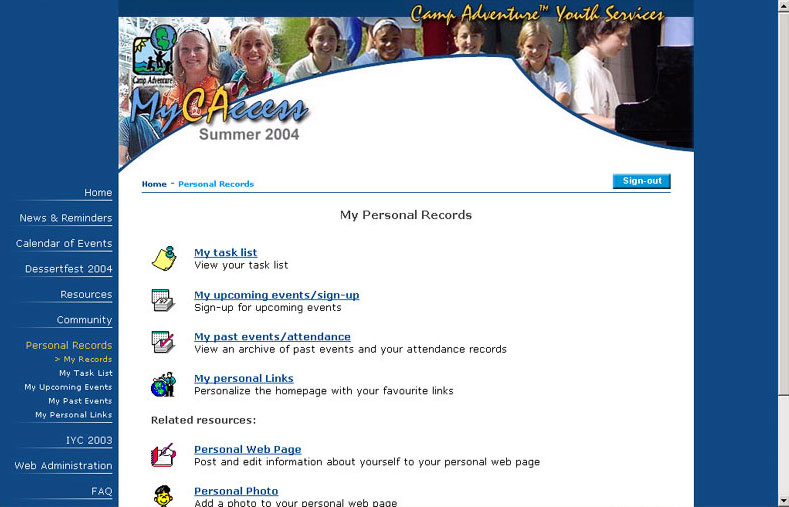 Camp Adventure™ Youth Services
Camp Adventure
MyCAccess
Summer 2004
Home - Personal Records
Sign-out
Home
News & Reminders
Calendar of Events
Dessertfest 2004
Resources
Community
Personal Records
> My Records
My Task List
My Upcoming Events
My Past Events
My Personal Links
IYC 2003
Web Administration
FAQ
My Personal Records
My task list
View your task list
My upcoming events/sign-up
Sign-up for upcoming events
My past events/attendance
View an archive of past events and your attendance records
My personal Links
Personalize the homepage with your favourite links
Related resources:
Personal Web Page
Post and edit information about yourself to your personal web page
Personal Photo
Add a photo to your personal web page